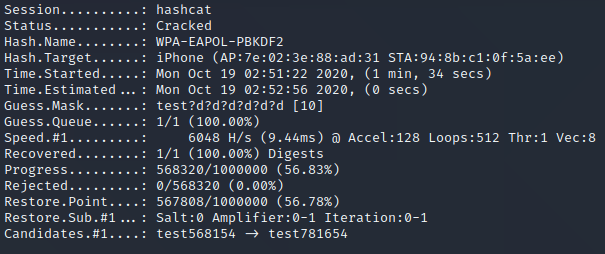 Session..........: hashcat
Status...........: Cracked
Hash.Name........: WPA-EAPOL-PBKDF2
Hash.Target......: iPhone (AP:7e:02:3e:88:ad:31 STA:94:8b:c1:0f:5a:ee)
Time.Started.....: Mon Oct 19 02:51:22 2020, (1 min, 34 secs)
Time.Estimated...: Mon Oct 19 02:52:56 2020, (0 secs)
Guess.Mask.......: test?d?d?d?d?d?d [10]
Guess.Queue......: 1/1 (100.00%)
Speed.#1.........:     6048 H/s (9.44ms) @ Accel:128 Loops:512 Thr:1 Vec:8
Recovered........: 1/1 (100.00%) Digests
Progress.........: 568320/1000000 (56.83%)
Rejected.........: 0/568320 (0.00%)
Restore.Point....: 567808/1000000 (56.78%)
Restore.Sub.#1...: Salt:0 Amplifier:0-1 Iteration:0-1
Candidates.#1....: test568154 -> test781654